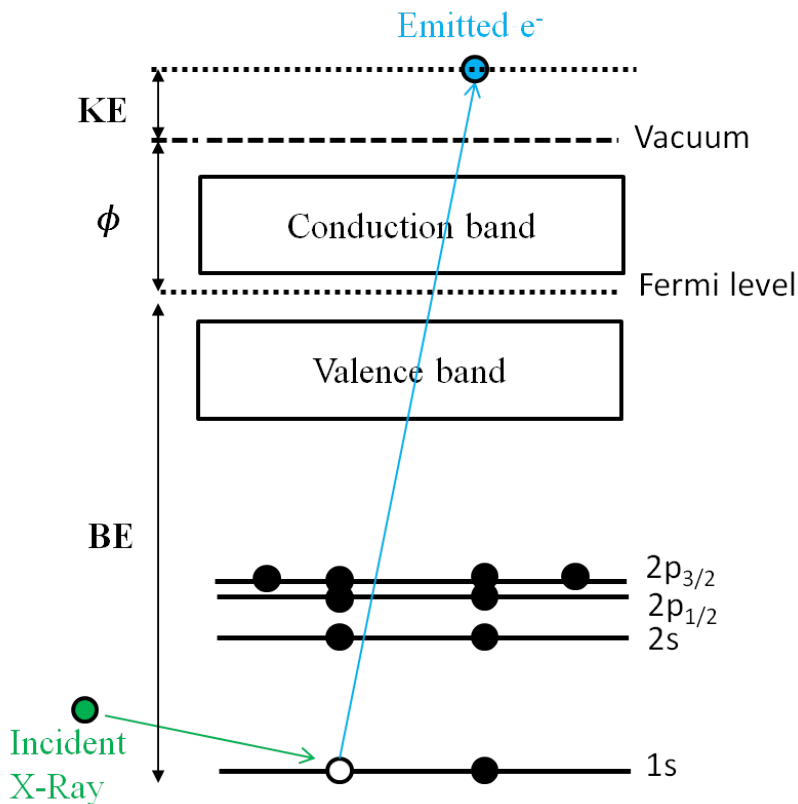 Emitted e⁻
KE
Vacuum
ϕ
Conduction band
Fermi level
Valence band
BE
2p₃/₂
2p₁/₂
2s
Incident
X-Ray
1s